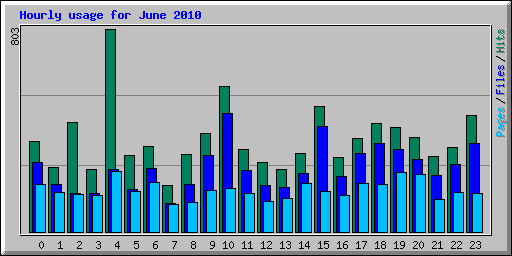 Hourly usage for June 2010
803
Pages/Files/Hits
0 1 2 3 4 5 6 7 8 9 10 11 12 13 14 15 16 17 18 19 20 21 22 23